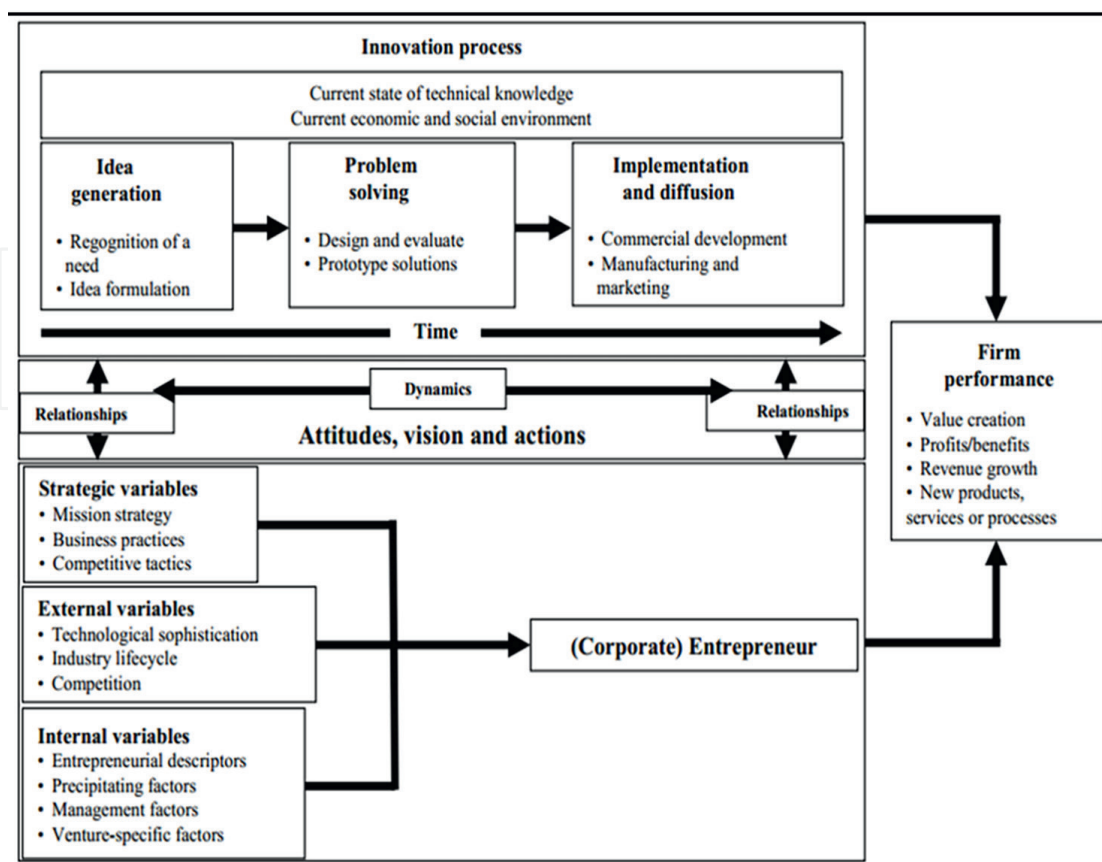 Innovation process
Current state of technical knowledge
Current economic and social environment
Idea
generation
• Regognition of a
need
• Idea formulation
Problem
solving
• Design and evaluate
• Prototype solutions
Implementation
and diffusion
• Commercial development
• Manufacturing and
marketing
Time
Firm
performance
• Value creation
• Profits/benefits
• Revenue growth
• New products,
services or processes
Dynamics
Relationships
Relationships
Attitudes, vision and actions
Strategic variables
• Mission strategy
• Business practices
• Competitive tactics
External variables
• Technological sophistication
• Industry lifecycle
• Competition
(Corporate) Entrepreneur
Internal variables
• Entrepreneurial descriptors
• Precipitating factors
• Management factors
• Venture-specific factors